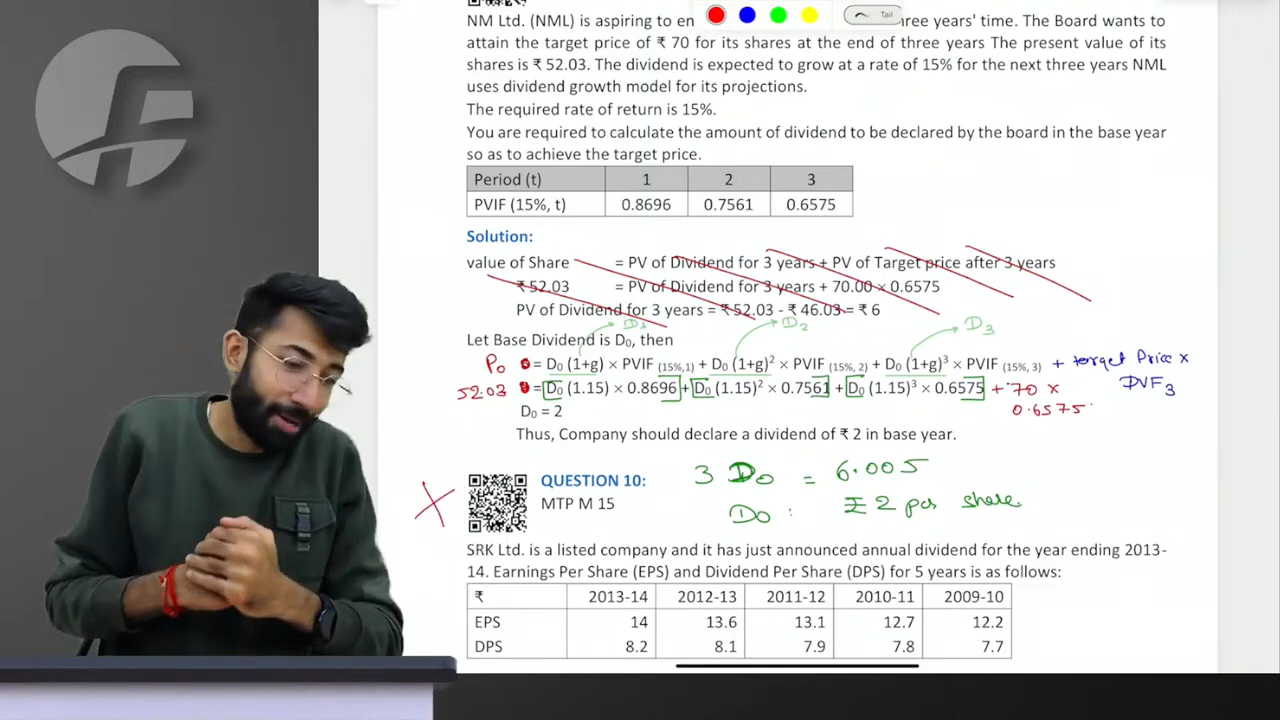 Tail
NM Ltd. (NML) is aspiring to en hree years' time. The Board wants to
attain the target price of ₹ 70 for its shares at the end of three years The present value of its
shares is ₹ 52.03. The dividend is expected to grow at a rate of 15% for the next three years NML
uses dividend growth model for its projections.
The required rate of return is 15%.
You are required to calculate the amount of dividend to be declared by the board in the base year
so as to achieve the target price.
Period (t) 1 2 3
PVIF (15%, t) 0.8696 0.7561 0.6575
Solution:
value of Share = PV of Dividend for 3 years + PV of Target price after 3 years
₹ 52.03 = PV of Dividend for 3 years + 70.00 × 0.6575
PV of Dividend for 3 years = ₹ 52.03 - ₹ 46.03 = ₹ 6
D₁ D₂ D₃
Let Base Dividend is D₀, then
P₀ = D₀ (1+g) × PVIF (15%,1) + D₀ (1+g)² × PVIF (15%,2) + D₀ (1+g)³ × PVIF (15%, 3) + target Price ×
PVF₃
52.03 = D₀ (1.15) × 0.8696 + D₀ (1.15)² × 0.7561 + D₀ (1.15)³ × 0.6575 + 70 ×
0.6575
D₀ = 2
Thus, Company should declare a dividend of ₹ 2 in base year.
3 D₀ = 6.005
D₀ : ₹ 2 per share
QUESTION 10:
MTP M 15
SRK Ltd. is a listed company and it has just announced annual dividend for the year ending 2013-
14. Earnings Per Share (EPS) and Dividend Per Share (DPS) for 5 years is as follows:
₹ 2013-14 2012-13 2011-12 2010-11 2009-10
EPS 14 13.6 13.1 12.7 12.2
DPS 8.2 8.1 7.9 7.8 7.7